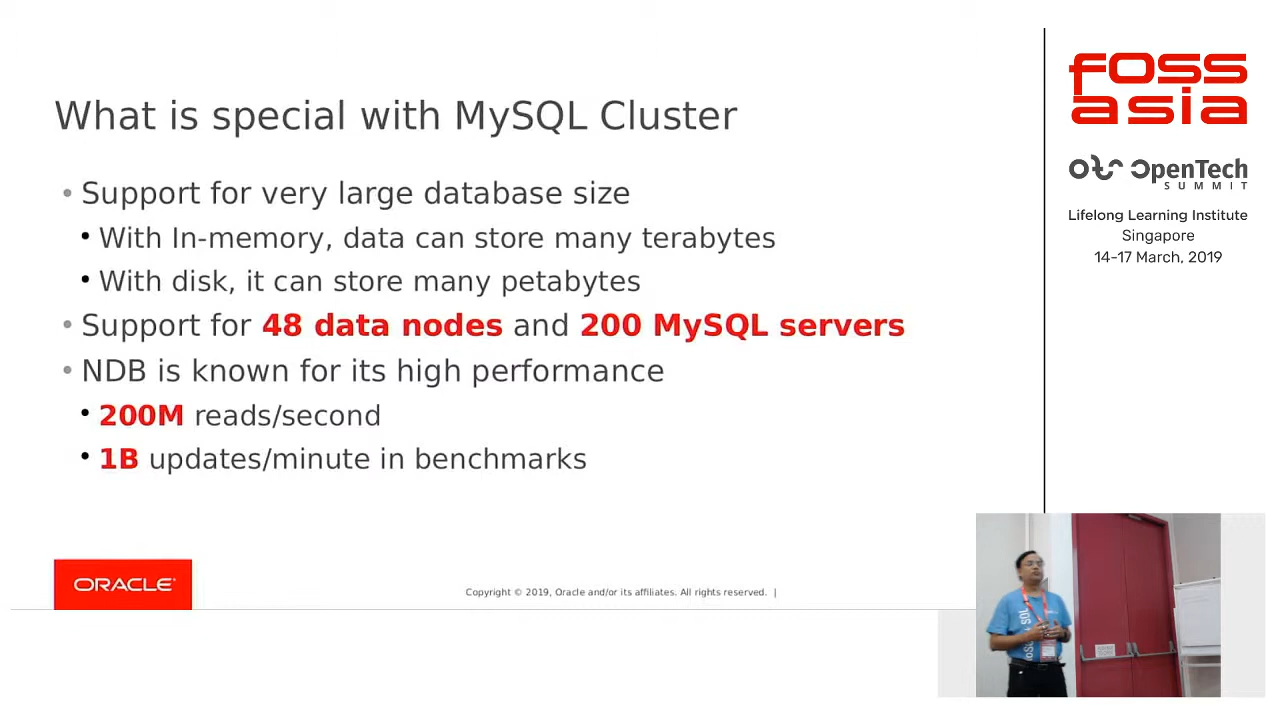 What is special with MySQL Cluster
• Support for very large database size
• With In-memory, data can store many terabytes
• With disk, it can store many petabytes
• Support for 48 data nodes and 200 MySQL servers
• NDB is known for its high performance
• 200M reads/second
• 1B updates/minute in benchmarks
ORACLE®
Copyright © 2019, Oracle and/or its affiliates. All rights reserved. |
fOSS
asia
OpenTech
SUMMIT
Lifelong Learning Institute
Singapore
14-17 March, 2019